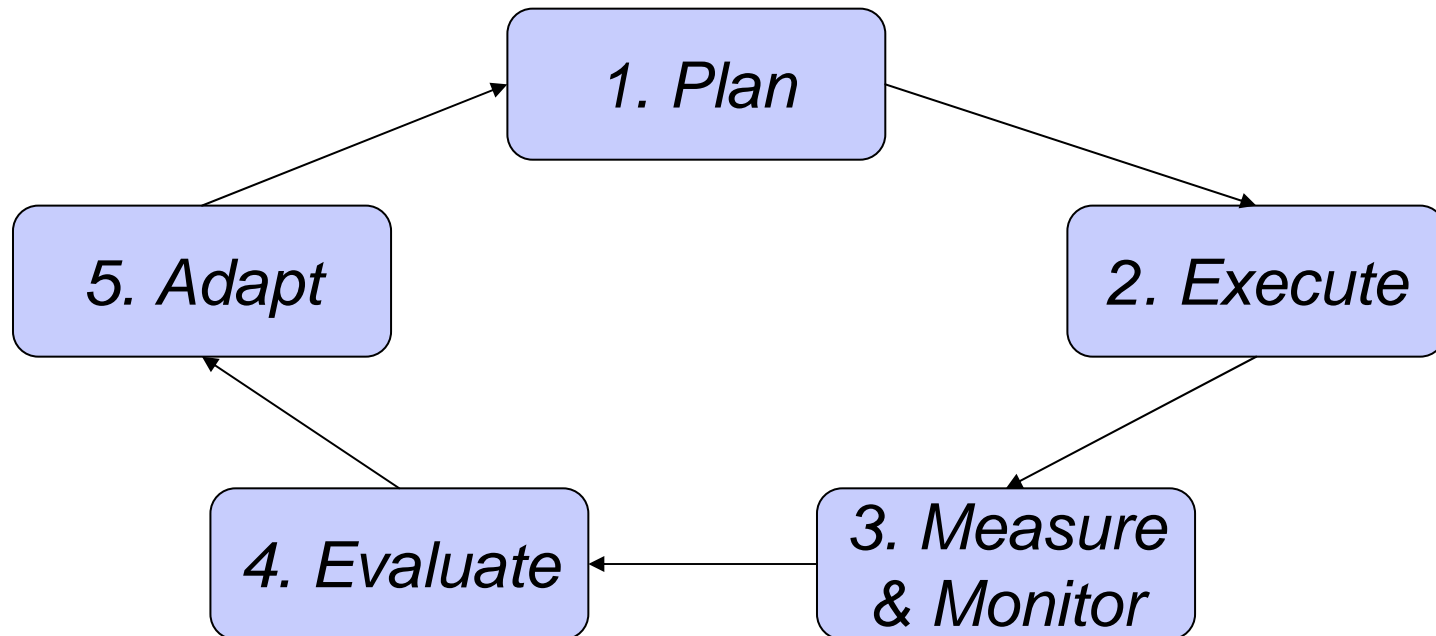 1. Plan
2. Execute
3. Measure
& Monitor
4. Evaluate
5. Adapt